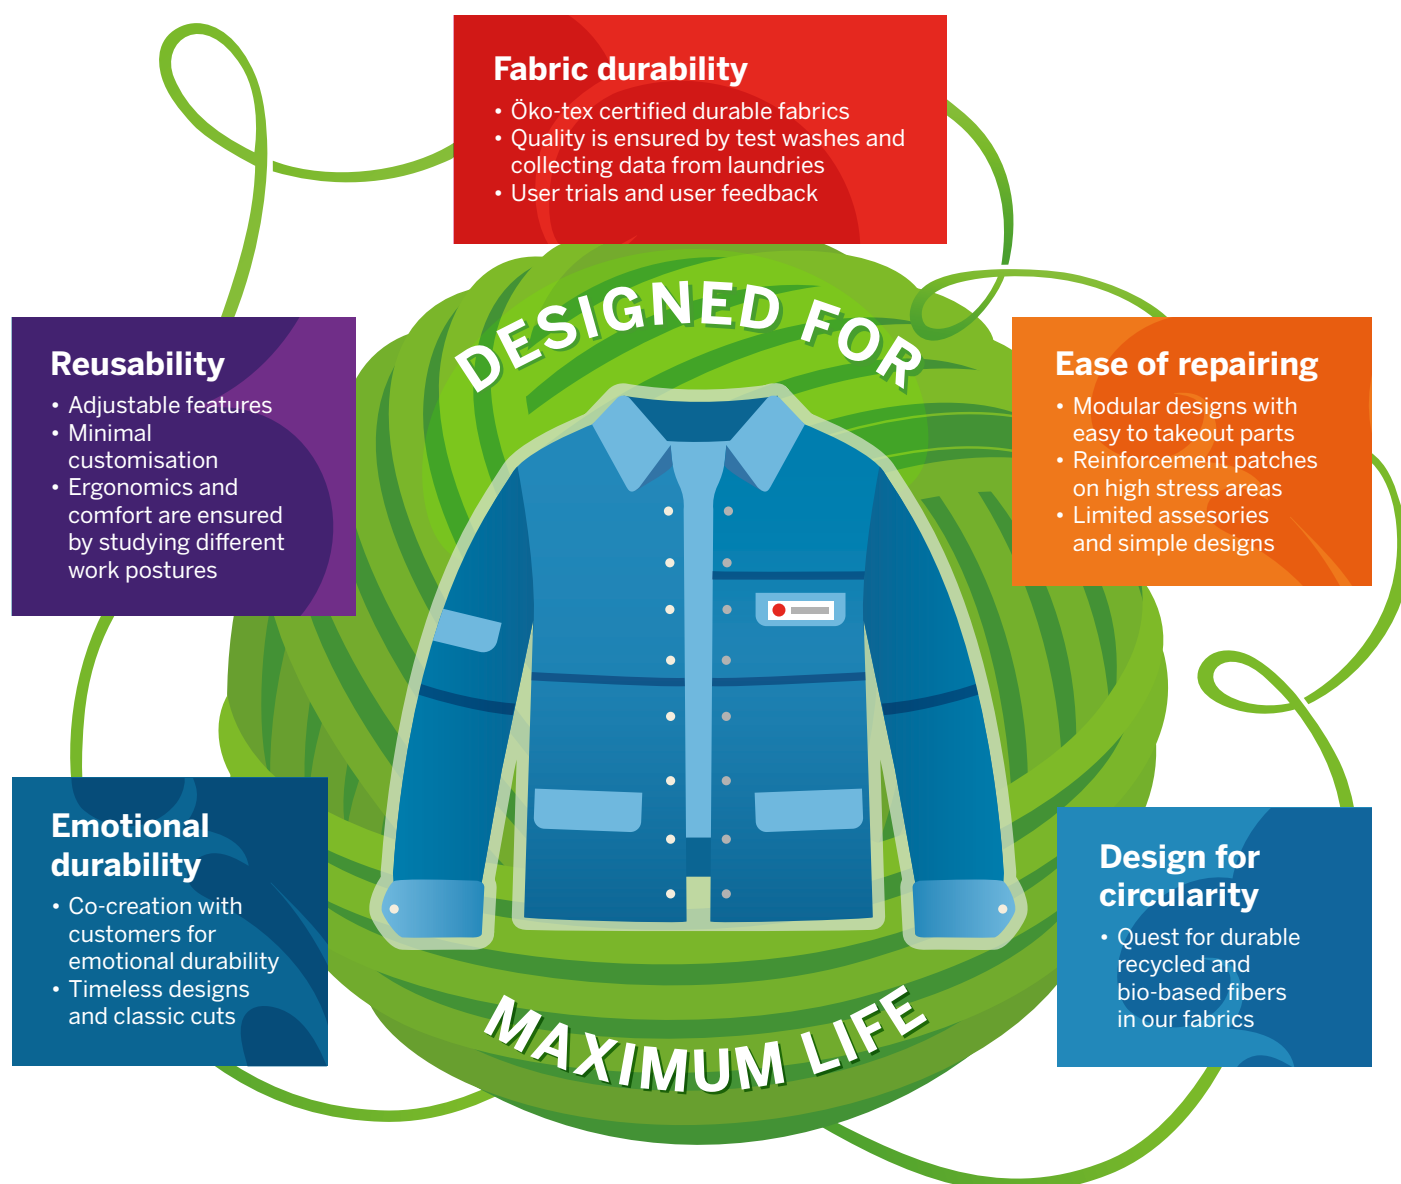 Fabric durability
• Öko-tex certified durable fabrics
• Quality is ensured by test washes and
collecting data from laundries
• User trials and user feedback
DESIGNED FOR
Reusability
• Adjustable features
• Minimal
customisation
• Ergonomics and
comfort are ensured
by studying different
work postures
Ease of repairing
• Modular designs with
easy to takeout parts
• Reinforcement patches
on high stress areas
• Limited assesories
and simple designs
Emotional
durability
• Co-creation with
customers for
emotional durability
• Timeless designs
and classic cuts
Design for
circularity
• Quest for durable
recycled and
bio-based fibers
in our fabrics
MAXIMUM LIFE